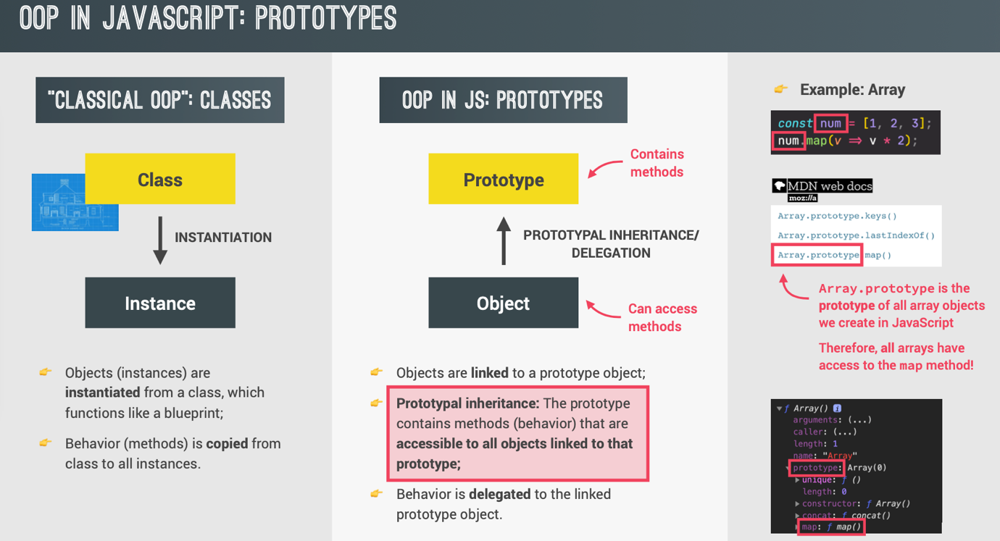 OOP IN JAVASCRIPT: PROTOTYPES
"CLASSICAL OOP": CLASSES
Class
INSTANTIATION
Instance
👉 Objects (instances) are
instantiated from a class, which
functions like a blueprint;
👉 Behavior (methods) is copied from
class to all instances.
OOP IN JS: PROTOTYPES
Prototype
Contains
methods
PROTOTYPAL INHERITANCE/
DELEGATION
Object
Can access
methods
👉 Objects are linked to a prototype object;
👉 Prototypal inheritance: The prototype
contains methods (behavior) that are
accessible to all objects linked to that
prototype;
👉 Behavior is delegated to the linked
prototype object.
👉 Example: Array
const num = [1, 2, 3];
num.map(v => v * 2);
MDN web docs
moz://a
Array.prototype.keys()
Array.prototype.lastIndexOf()
Array.prototype.map()
Array.prototype is the
prototype of all array objects
we create in JavaScript
Therefore, all arrays have
access to the map method!
▼ƒ Array() i
arguments: (...)
caller: (...)
length: 1
name: "Array"
▼prototype: Array(0)
▶unique: ƒ ()
length: 0
▶constructor: ƒ Array()
▶concat: ƒ concat()
▶map: ƒ map()